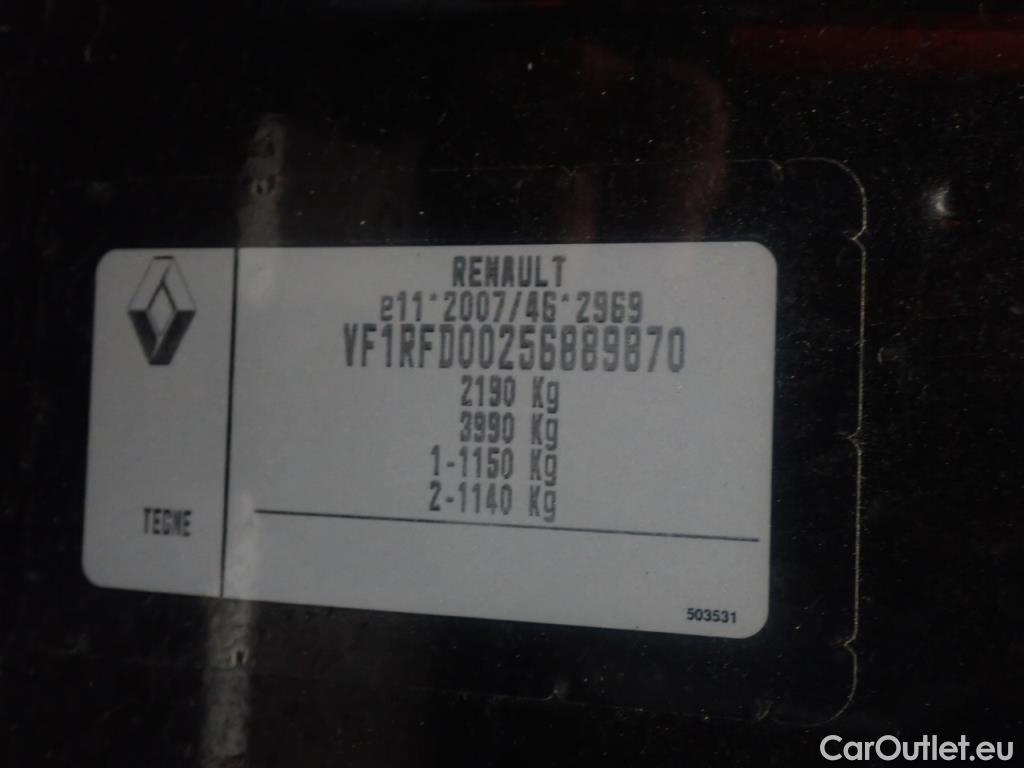 RENAULT
e11*2007/46*2969
VF1RFD00256889870
2190 Kg
3990 Kg
1-1150 Kg
2-1140 Kg
TECNE
503531
CarOutlet.eu